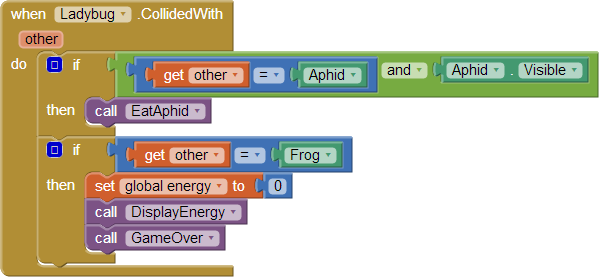 when Ladybug .CollidedWith
other
do if get other = Aphid and Aphid . Visible
then call EatAphid
if get other = Frog
then set global energy to 0
call DisplayEnergy
call GameOver